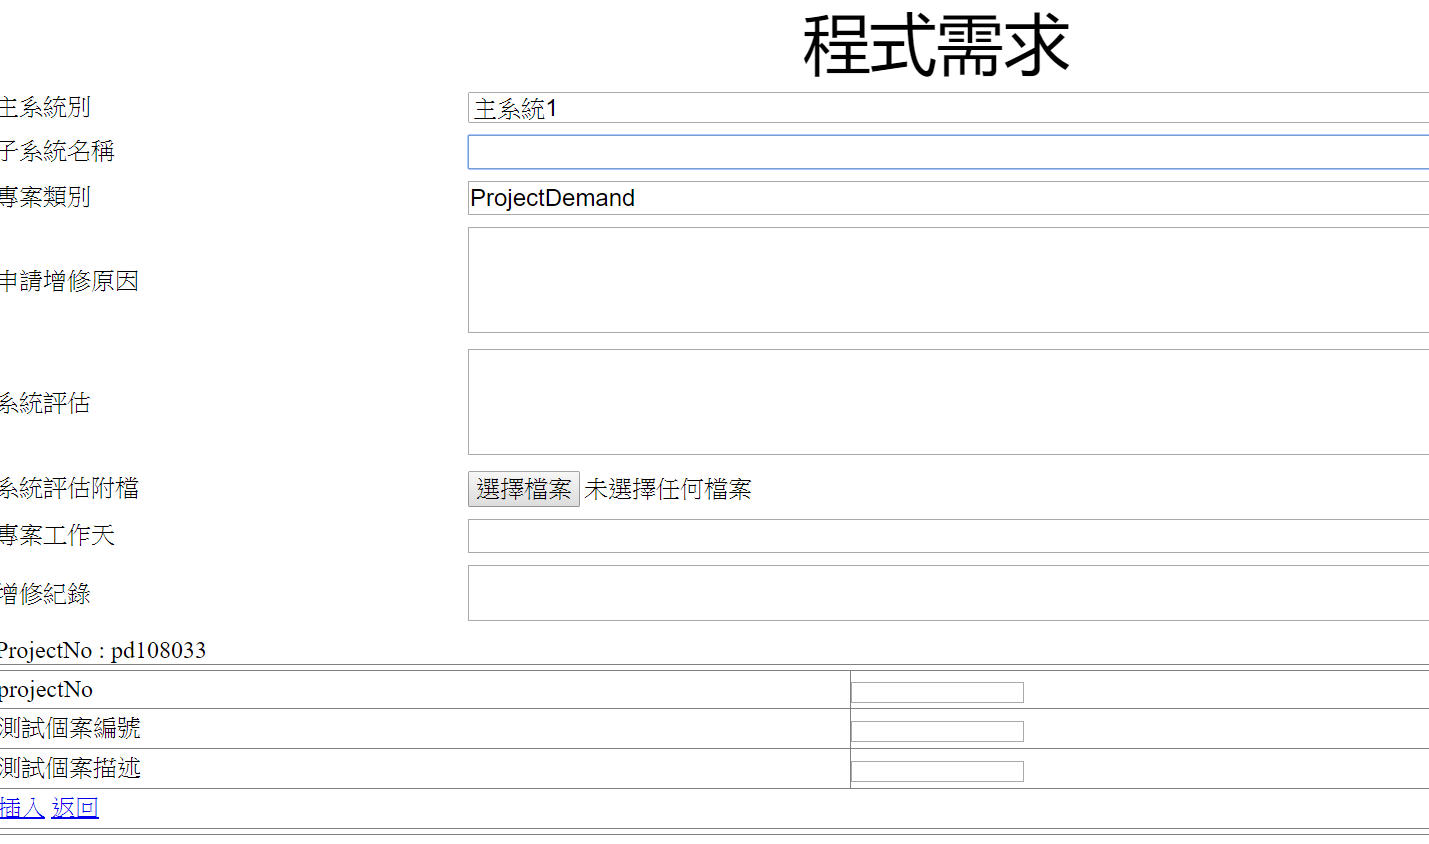 程式需求
主系統別 主系統1
子系統名稱
專案類別 ProjectDemand
申請增修原因
系統評估
系統評估附檔 選擇檔案 未選擇任何檔案
專案工作天
增修紀錄
ProjectNo : pd108033
projectNo
測試個案編號
測試個案描述
插入 返回